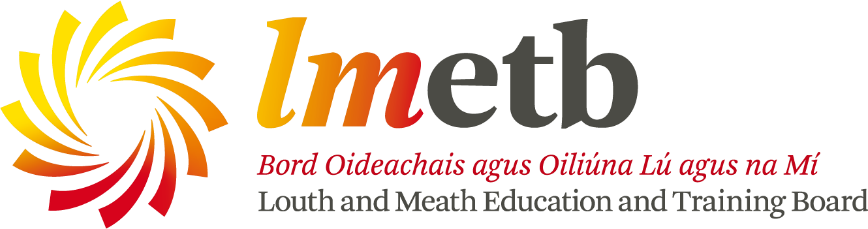 lmetb
Bord Oideachais agus Oiliúna Lú agus na Mí
Louth and Meath Education and Training Board